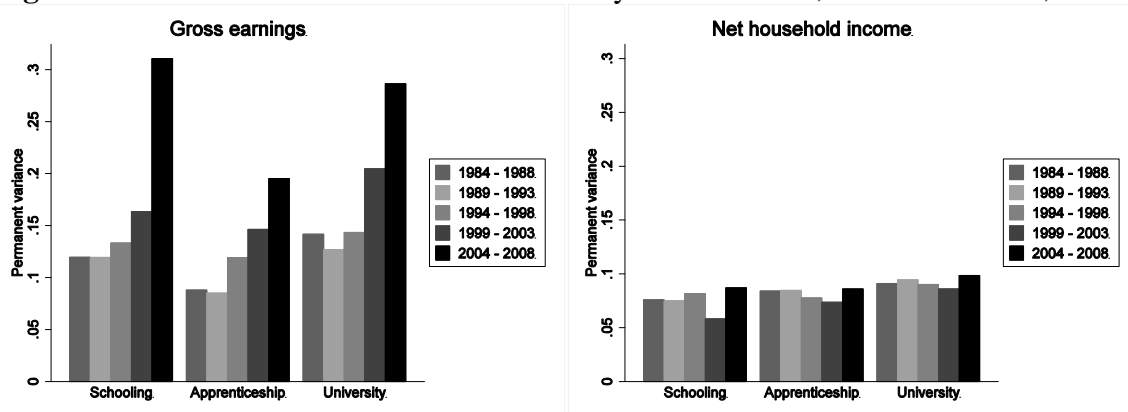 Gross earnings.
Permanent variance
.3
.25
.2
.15
.1
.05
0
Schooling.
Apprenticeship.
University.
1984 - 1988.
1989 - 1993.
1994 - 1998.
1999 - 2003.
2004 - 2008.
Net household income.
Permanent variance
.3
.25
.2
.15
.1
.05
0
Schooling.
Apprenticeship.
University.
1984 - 1988.
1989 - 1993.
1994 - 1998.
1999 - 2003.
2004 - 2008.